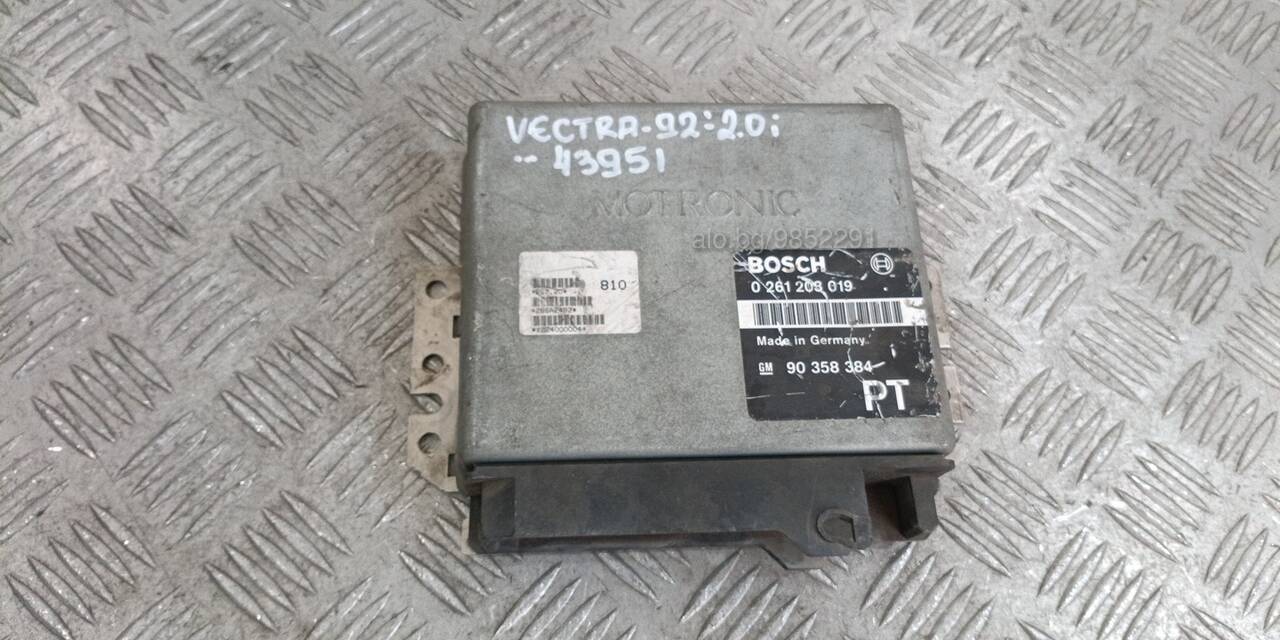 VECTRA-92' 2.0i
43951
MOTRONIC
alo.bg/9852291
810
BOSCH
0 261 203 019
Made in Germany
GM 90 358 384
PT